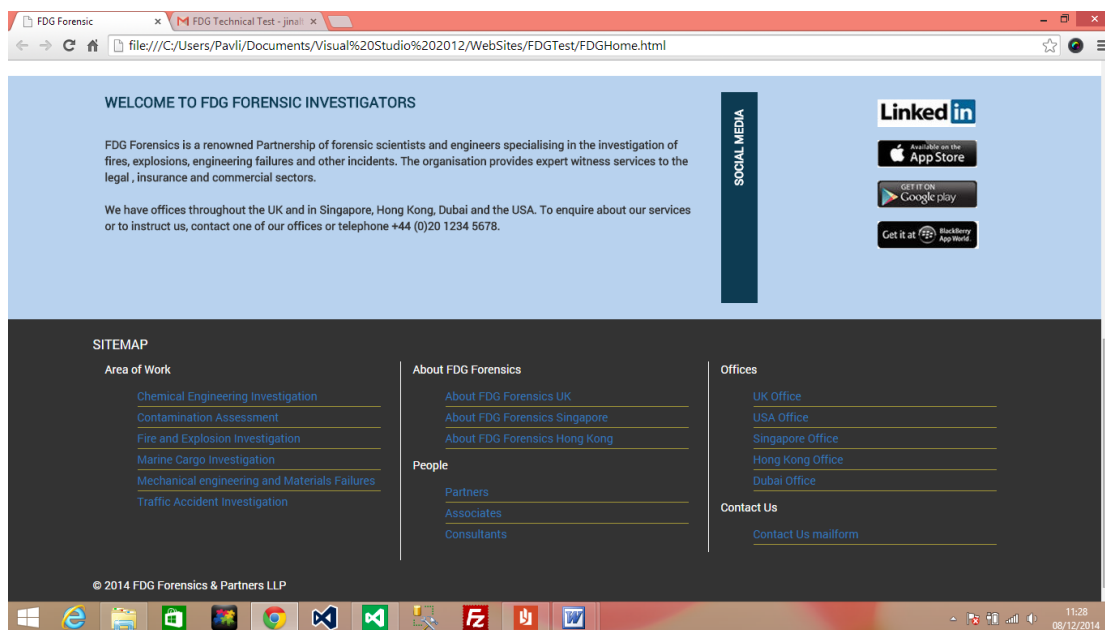 FDG Forensic
FDG Technical Test - jinalt
file:///C:/Users/Pavli/Documents/Visual%20Studio%202012/WebSites/FDGTest/FDGHome.html
WELCOME TO FDG FORENSIC INVESTIGATORS
FDG Forensics is a renowned Partnership of forensic scientists and engineers specialising in the investigation of
fires, explosions, engineering failures and other incidents. The organisation provides expert witness services to the
legal , insurance and commercial sectors.
We have offices throughout the UK and in Singapore, Hong Kong, Dubai and the USA. To enquire about our services
or to instruct us, contact one of our offices or telephone +44 (0)20 1234 5678.
SOCIAL MEDIA
Linked in
Available on the
App Store
GET IT ON
Google play
Get it at BlackBerry
App World.
SITEMAP
Area of Work
Chemical Engineering Investigation
Contamination Assessment
Fire and Explosion Investigation
Marine Cargo Investigation
Mechanical engineering and Materials Failures
Traffic Accident Investigation
About FDG Forensics
About FDG Forensics UK
About FDG Forensics Singapore
About FDG Forensics Hong Kong
People
Partners
Associates
Consultants
Offices
UK Office
USA Office
Singapore Office
Hong Kong Office
Dubai Office
Contact Us
Contact Us mailform
© 2014 FDG Forensics & Partners LLP
11:28
08/12/2014